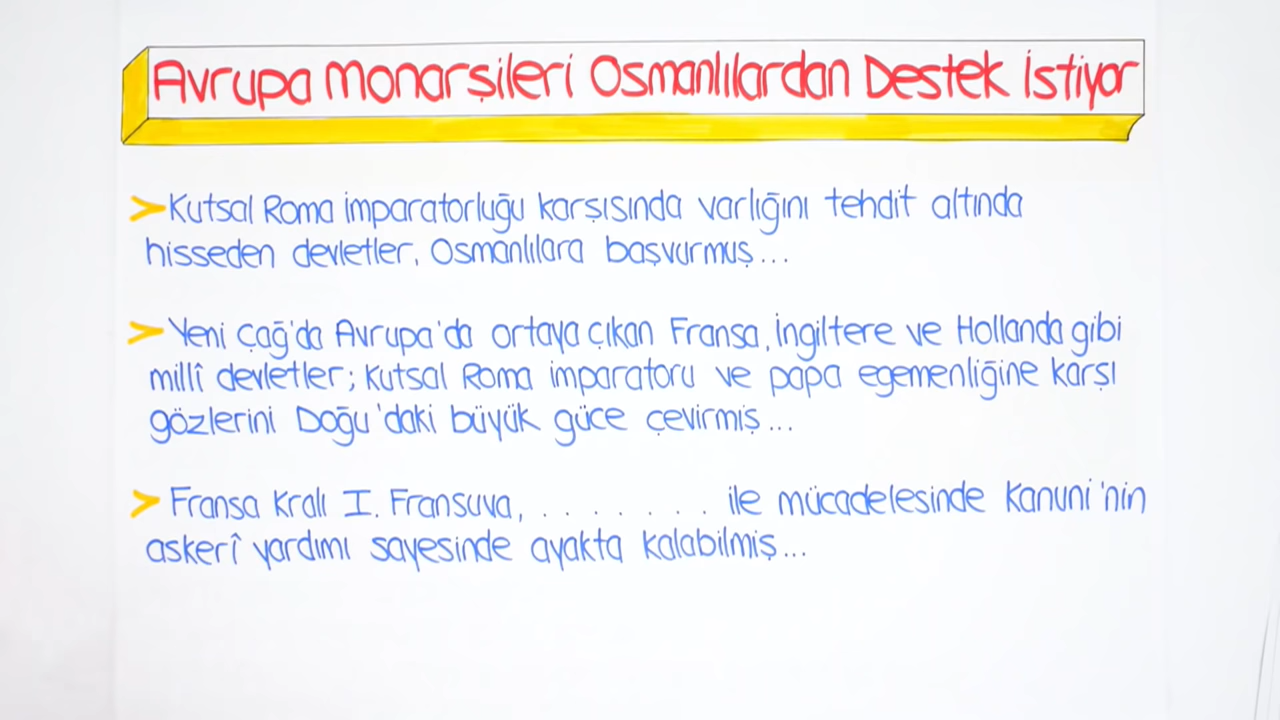 Avrupa Monarşileri Osmanlılardan Destek İstiyor
➤Kutsal Roma imparatorluğu karşısında varlığını tehdit altında
hisseden devletler, Osmanlılara başvurmuş...
➤Yeni Çağ'da Avrupa'da ortaya çıkan Fransa, İngiltere ve Hollanda gibi
millî devletler; Kutsal Roma imparatoru ve papa egemenliğine karşı
gözlerini Doğu'daki büyük güce çevirmiş...
➤Fransa Kralı I. Fransuva, . . . . . . . ile mücadelesinde Kanuni'nin
askerî yardımı sayesinde ayakta kalabilmiş...